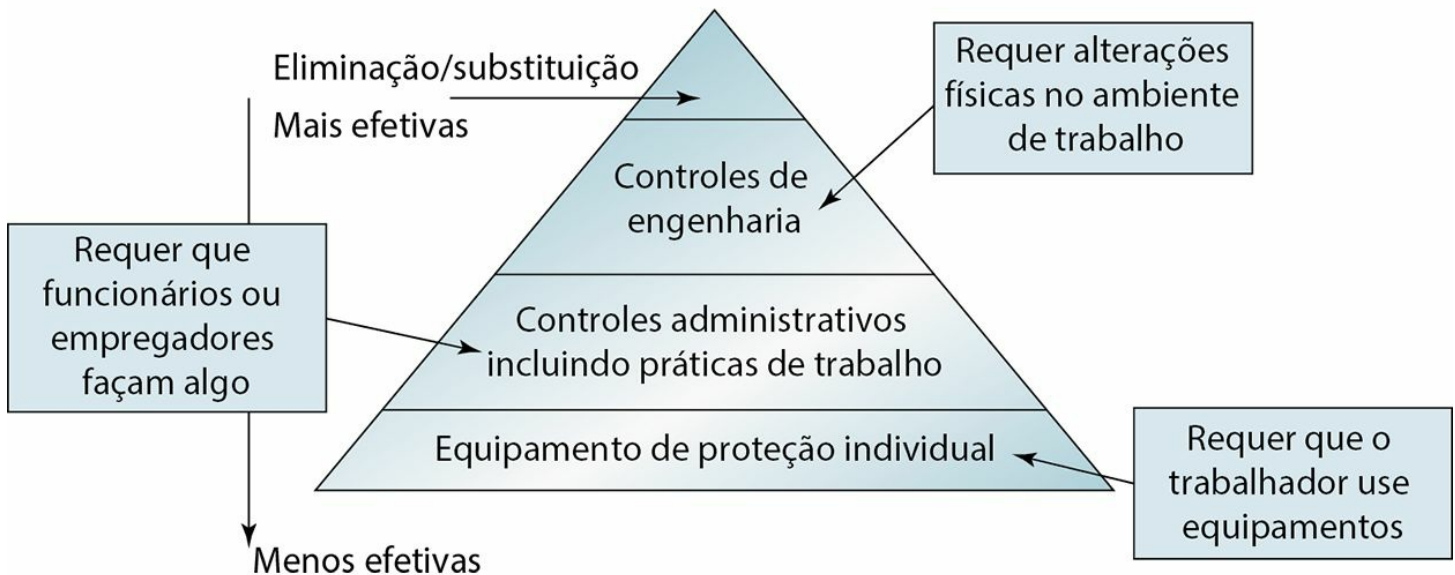 Eliminação/substituição
Mais efetivas
Requer alterações
físicas no ambiente
de trabalho
Controles de
engenharia
Requer que
funcionários ou
empregadores
façam algo
Controles administrativos
incluindo práticas de trabalho
Equipamento de proteção individual
Requer que o
trabalhador use
equipamentos
Menos efetivas